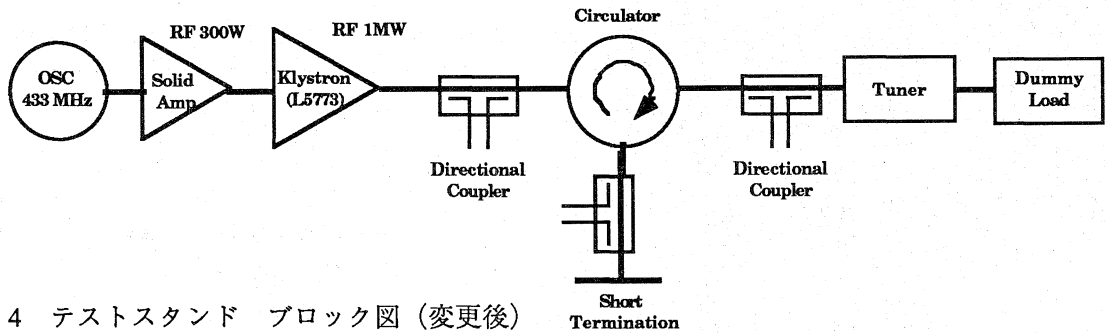 RF 300W
RF 1MW
Circulator
OSC
433 MHz
Solid
Amp
Klystron
(L5773)
Tuner
Dummy
Load
Directional
Coupler
Directional
Coupler
Short
Termination
4 テストスタンド ブロック図（変更後）